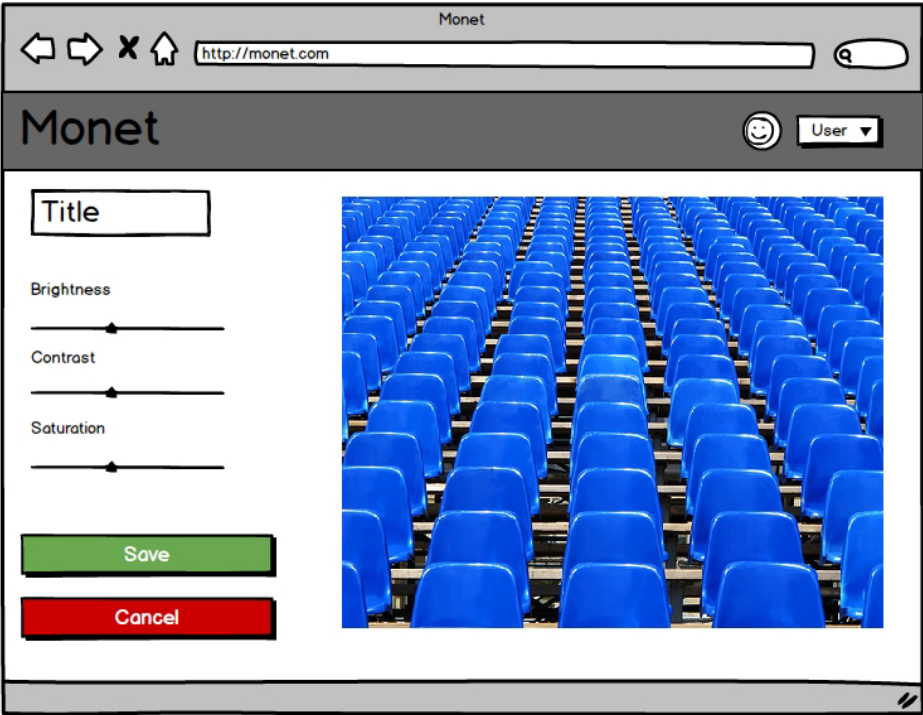 Monet
http://monet.com
Monet
User
Title
Brightness
Contrast
Saturation
Save
Cancel